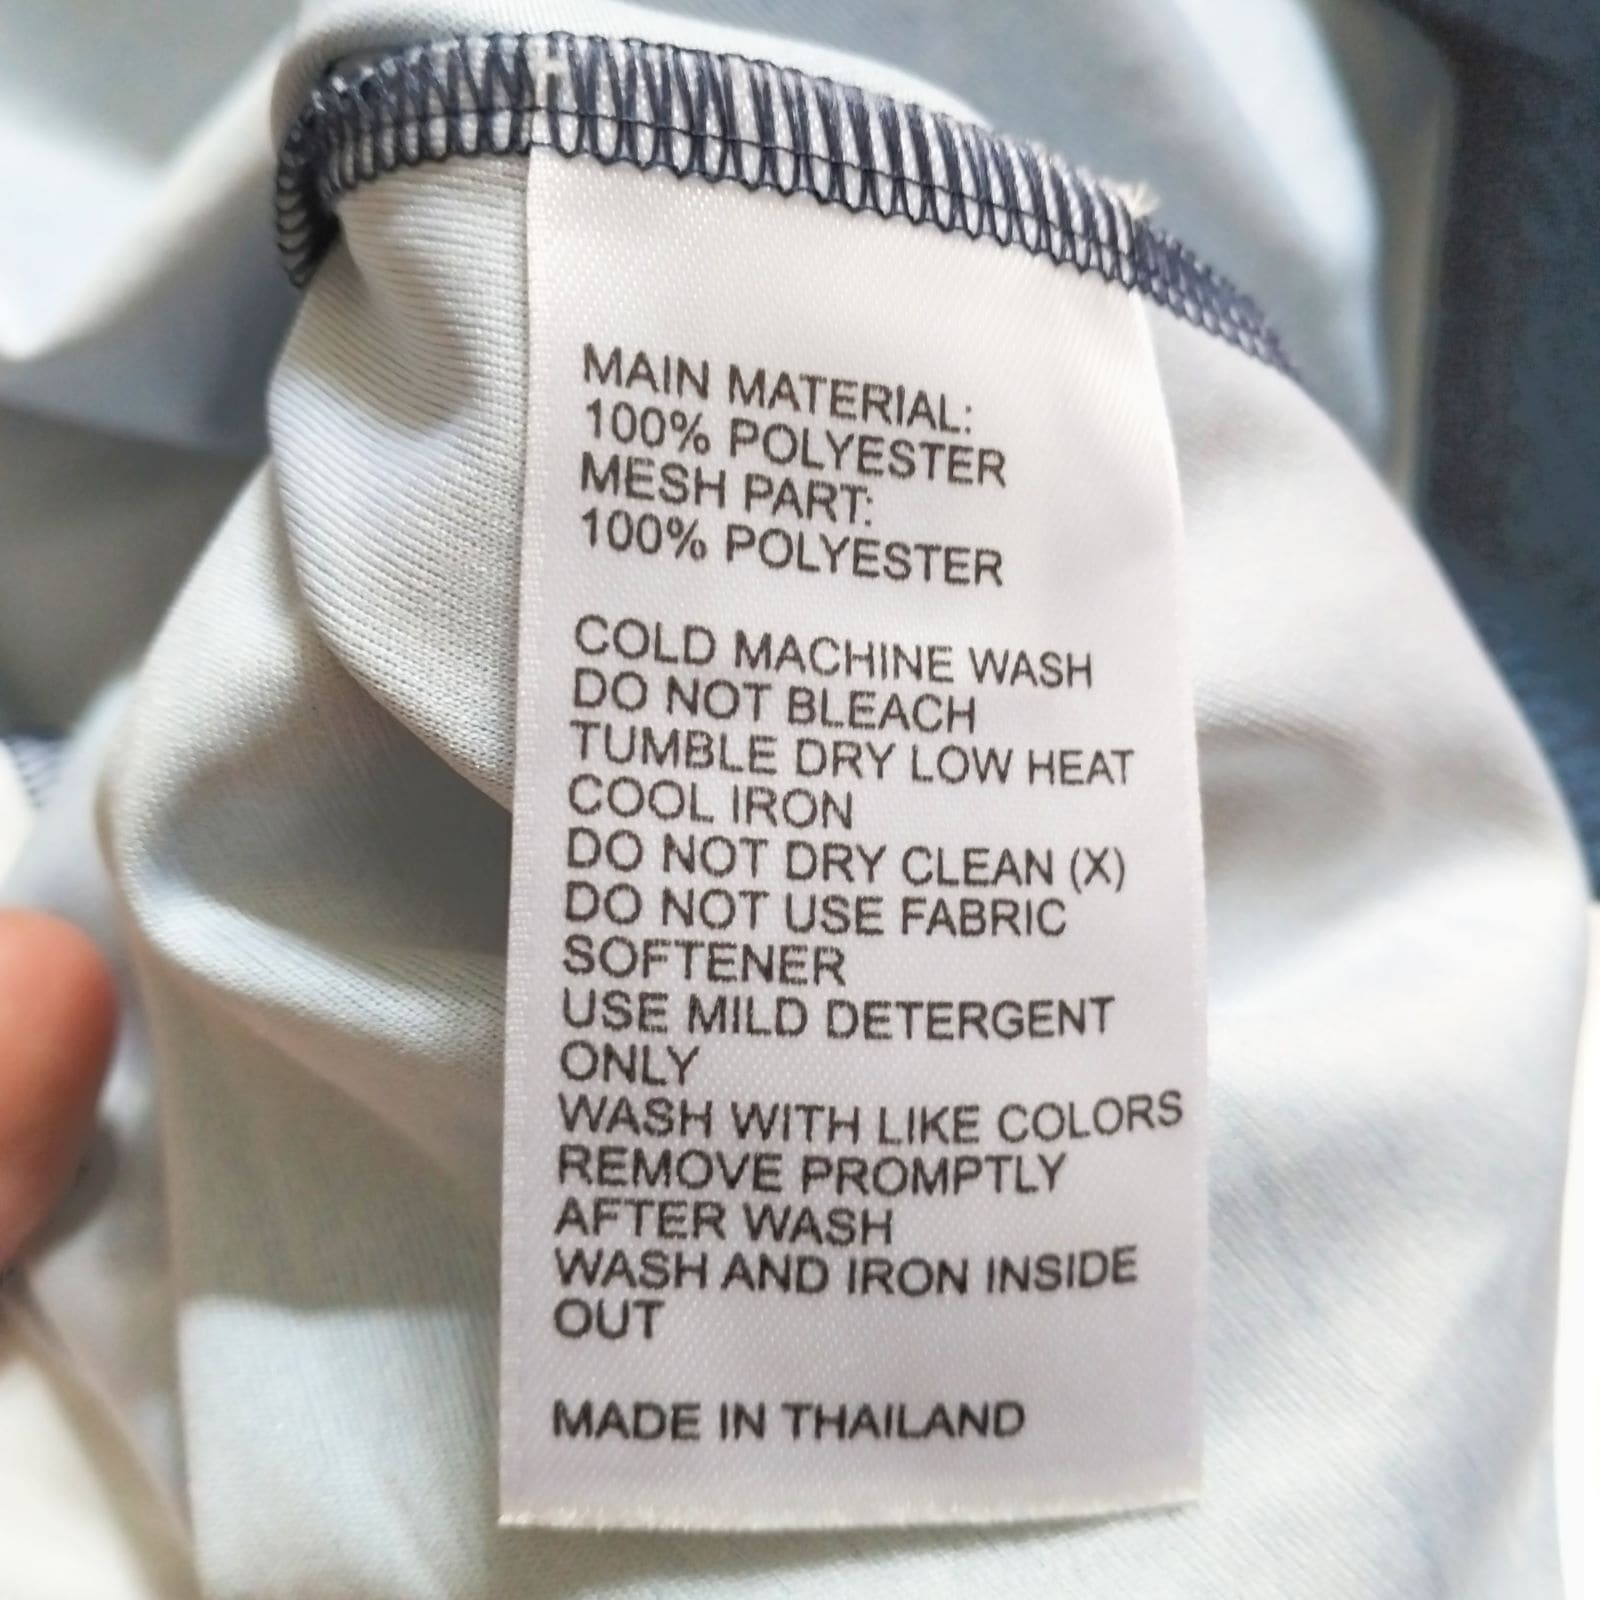 MAIN MATERIAL:
100% POLYESTER
MESH PART:
100% POLYESTER
COLD MACHINE WASH
DO NOT BLEACH
TUMBLE DRY LOW HEAT
COOL IRON
DO NOT DRY CLEAN (X)
DO NOT USE FABRIC
SOFTENER
USE MILD DETERGENT
ONLY
WASH WITH LIKE COLORS
REMOVE PROMPTLY
AFTER WASH
WASH AND IRON INSIDE
OUT
MADE IN THAILAND